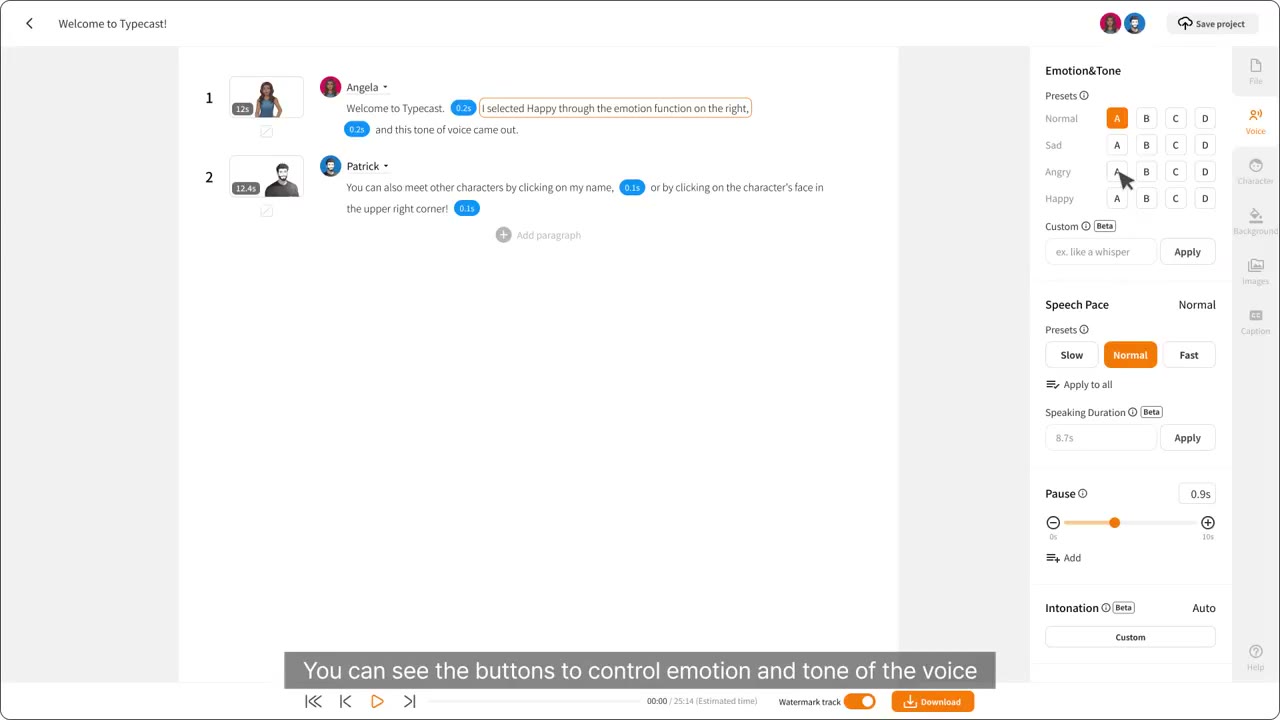 Welcome to Typecast!
Save project
1
12s
Angela
Welcome to Typecast. 0.2s I selected Happy through the emotion function on the right,
0.2s and this tone of voice came out.
2
12.4s
Patrick
You can also meet other characters by clicking on my name, 0.1s or by clicking on the character's face in
the upper right corner! 0.1s
Add paragraph
Emotion&Tone
Presets
Normal A B C D
Sad A B C D
Angry A B C D
Happy A B C D
Custom Beta
ex. like a whisper Apply
Speech Pace Normal
Presets
Slow Normal Fast
Apply to all
Speaking Duration Beta
8.7s Apply
Pause 0.9s
0s 10s
Add
Intonation Beta Auto
Custom
File
Voice
Character
Background
Images
CC
Caption
Help
You can see the buttons to control emotion and tone of the voice
00:00 / 25:14 (Estimated time)
Watermark track
Download